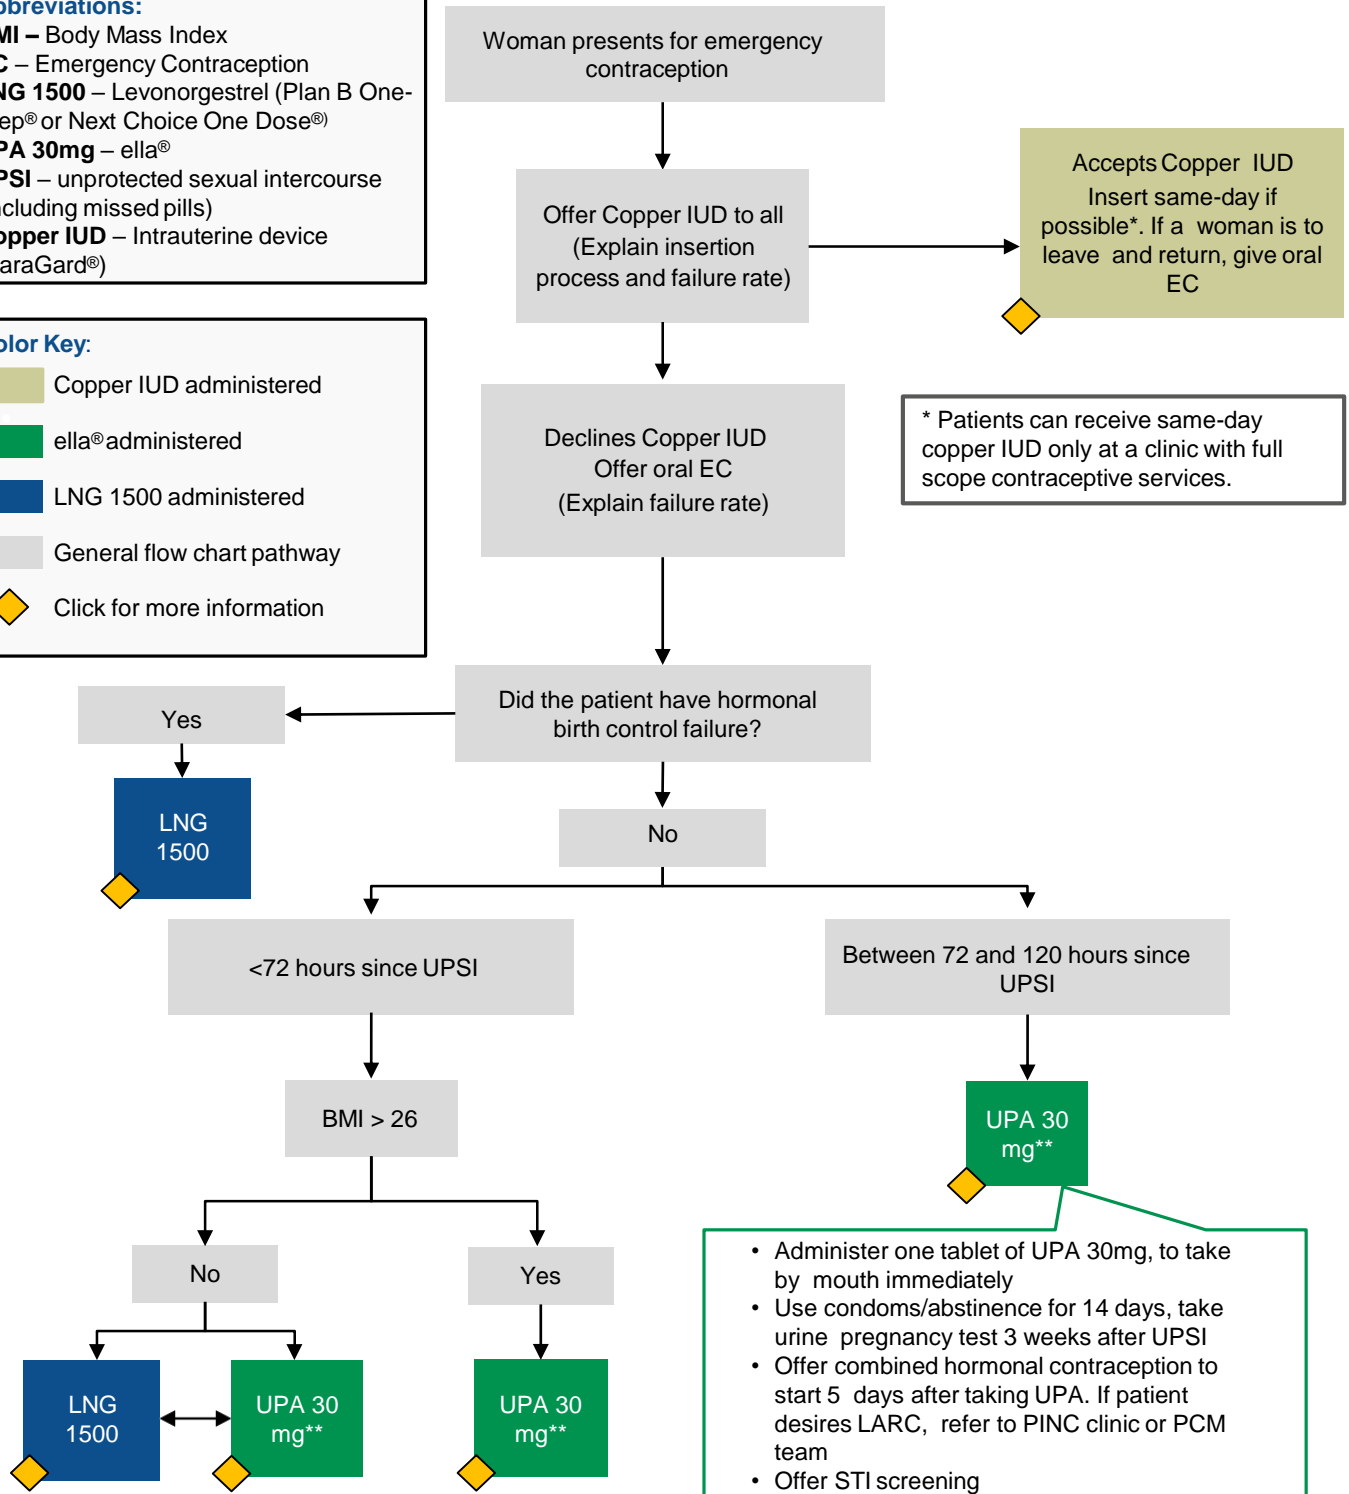 bbreviations:
MI – Body Mass Index
C – Emergency Contraception
NG 1500 – Levonorgestrel (Plan B One-
ep® or Next Choice One Dose®)
PA 30mg – ella®
PSI – unprotected sexual intercourse
ncluding missed pills)
opper IUD – Intrauterine device
araGard®)
olor Key:
Copper IUD administered
ella® administered
LNG 1500 administered
General flow chart pathway
Click for more information
Woman presents for emergency
contraception
Offer Copper IUD to all
(Explain insertion
process and failure rate)
Accepts Copper IUD
Insert same-day if
possible*. If a woman is to
leave and return, give oral
EC
* Patients can receive same-day
copper IUD only at a clinic with full
scope contraceptive services.
Declines Copper IUD
Offer oral EC
(Explain failure rate)
Did the patient have hormonal
birth control failure?
Yes
LNG
1500
No
<72 hours since UPSI
Between 72 and 120 hours since
UPSI
BMI > 26
UPA 30
mg**
No
Yes
LNG
1500
UPA 30
mg**
UPA 30
mg**
• Administer one tablet of UPA 30mg, to take
by mouth immediately
• Use condoms/abstinence for 14 days, take
urine pregnancy test 3 weeks after UPSI
• Offer combined hormonal contraception to
start 5 days after taking UPA. If patient
desires LARC, refer to PINC clinic or PCM
team
• Offer STI screening